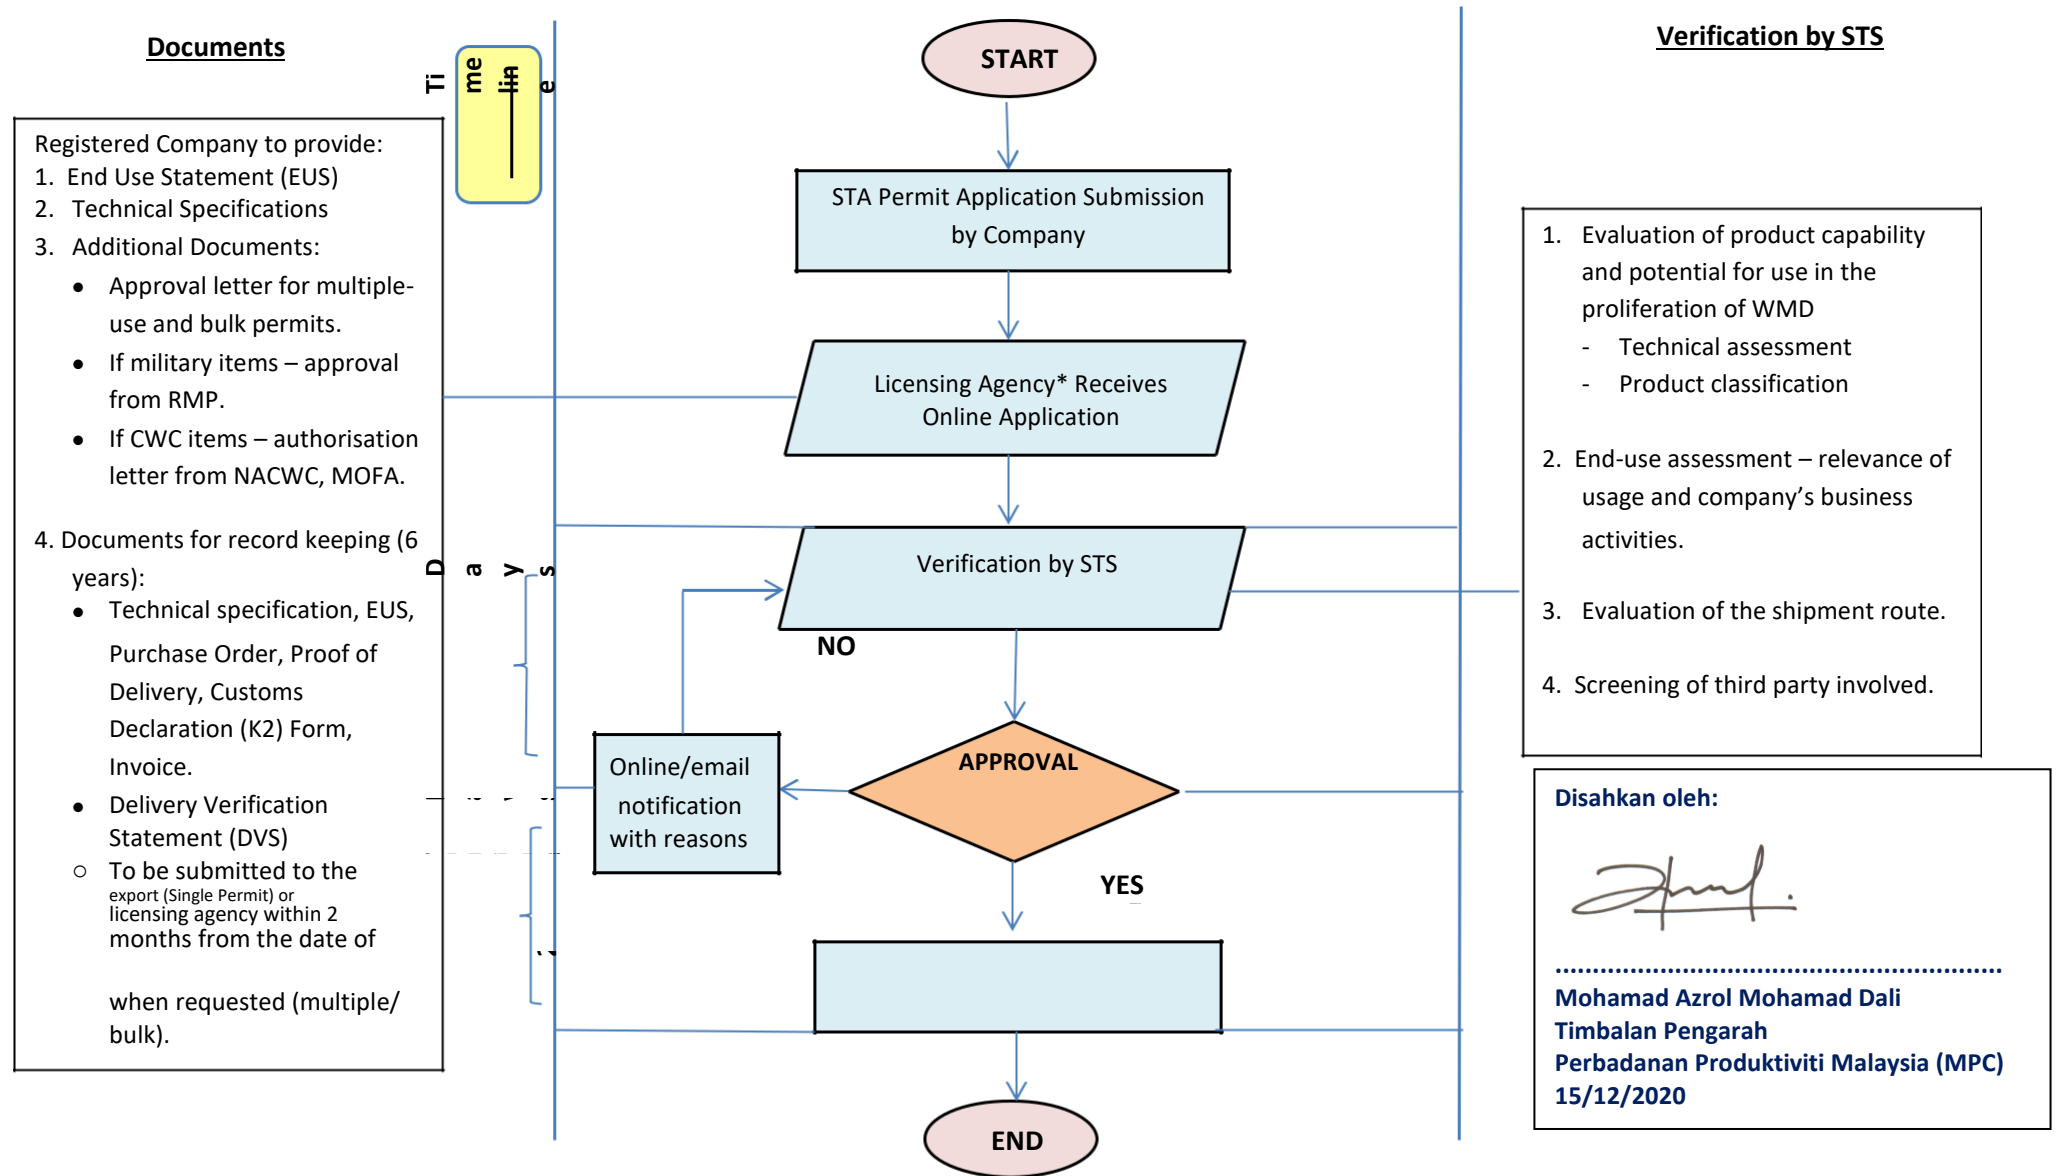 Documents
Timeline
Registered Company to provide:
1. End Use Statement (EUS)
2. Technical Specifications
3. Additional Documents:
● Approval letter for multiple-
use and bulk permits.
● If military items – approval
from RMP.
● If CWC items – authorisation
letter from NACWC, MOFA.
4. Documents for record keeping (6
years):
● Technical specification, EUS,
Purchase Order, Proof of
Delivery, Customs
Declaration (K2) Form,
Invoice.
● Delivery Verification
Statement (DVS)
○ To be submitted to the
export (Single Permit) or
licensing agency within 2
months from the date of
when requested (multiple/
bulk).
Days
START
STA Permit Application Submission
by Company
Licensing Agency* Receives
Online Application
Verification by STS
NO
APPROVAL
Online/email
notification
with reasons
YES
END
Verification by STS
1. Evaluation of product capability
and potential for use in the
proliferation of WMD
- Technical assessment
- Product classification
2. End-use assessment – relevance of
usage and company’s business
activities.
3. Evaluation of the shipment route.
4. Screening of third party involved.
Disahkan oleh:
............................................................
Mohamad Azrol Mohamad Dali
Timbalan Pengarah
Perbadanan Produktiviti Malaysia (MPC)
15/12/2020